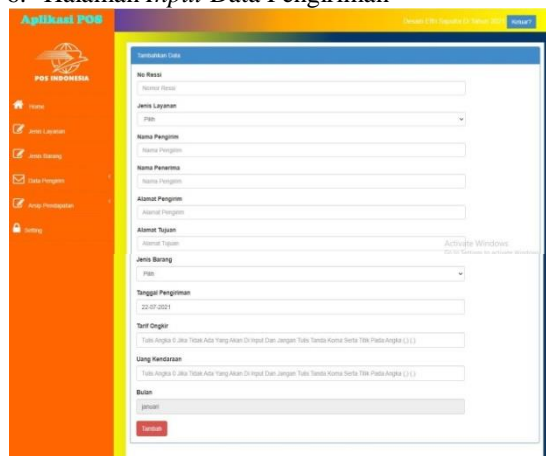 Halaman Input Data Pengiriman
Aplikasi POS
Keluar?
POS INDONESIA
Home
Jenis Layanan
Jenis Barang
Data Pengirim
Arsip Pendapatan
Setting
Tambahkan Data
No Ressi
Nomor Ressi
Jenis Layanan
Pilih
Nama Pengirim
Nama Pengirim
Nama Penerima
Nama Pengirim
Alamat Pengirim
Alamat Pengirim
Alamat Tujuan
Alamat Tujuan
Activate Windows
Jenis Barang
Pilih
Tanggal Pengiriman
22-07-2021
Tarif Ongkir
Tulis Angka 0 Jika Tidak Ada Yang Akan Di Input Dan Jangan Tulis Tanda Koma Serta Titik Pada Angka (,) (.)
Uang Kendaraan
Tulis Angka 0 Jika Tidak Ada Yang Akan Di Input Dan Jangan Tulis Tanda Koma Serta Titik Pada Angka (,) (.)
Bulan
januari
Tambah